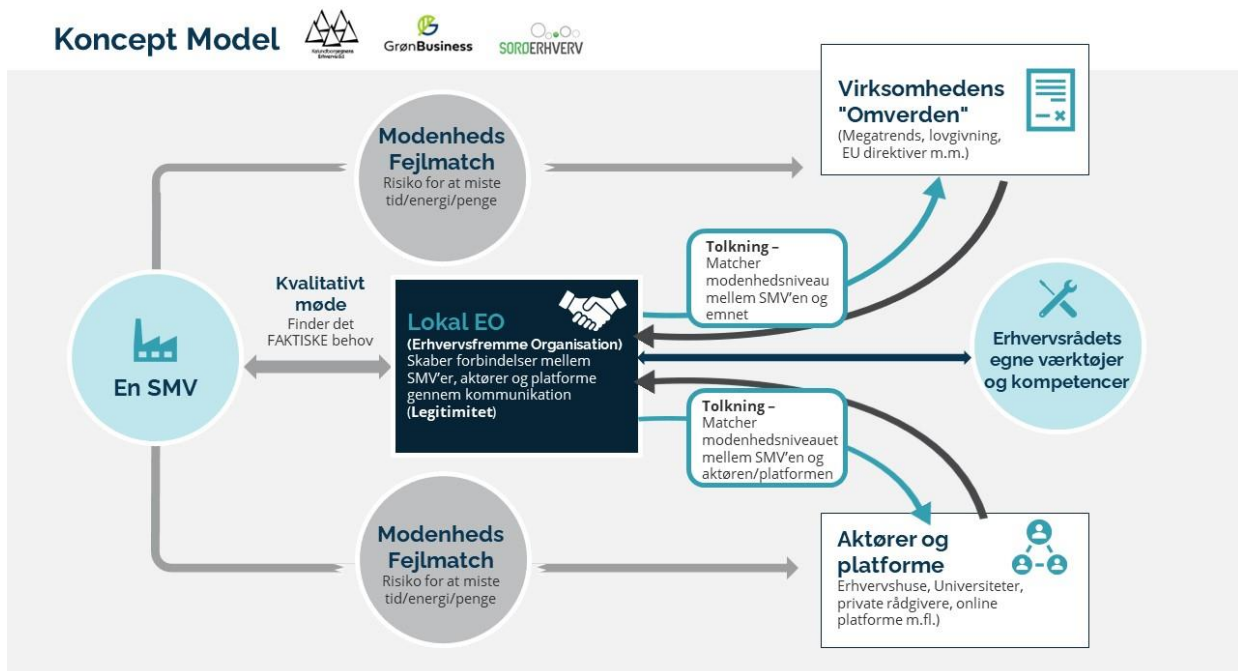 Koncept Model
Kalundborgegnens
Erhvervsråd
GrønBusiness
SORØERHVERV
Virksomhedens
"Omverden"
(Megatrends, lovgivning,
EU direktiver m.m.)
Modenheds
Fejlmatch
Risiko for at miste
tid/energi/penge
Tolkning –
Matcher
modenhedsniveau
mellem SMV'en og
emnet
Kvalitativt
møde
Finder det
FAKTISKE behov
En SMV
Lokal EO
(Erhvervsfremme Organisation)
Skaber forbindelser mellem
SMV'er, aktører og platforme
gennem kommunikation
(Legitimitet)
Erhvervsrådets
egne værktøjer
og kompetencer
Tolkning –
Matcher
modenhedsniveauet
mellem SMV'en og
aktøren/platformen
Modenheds
Fejlmatch
Risiko for at miste
tid/energi/penge
Aktører og
platforme
Erhvervshuse, Universiteter,
private rådgivere, online
platforme m.fl.)